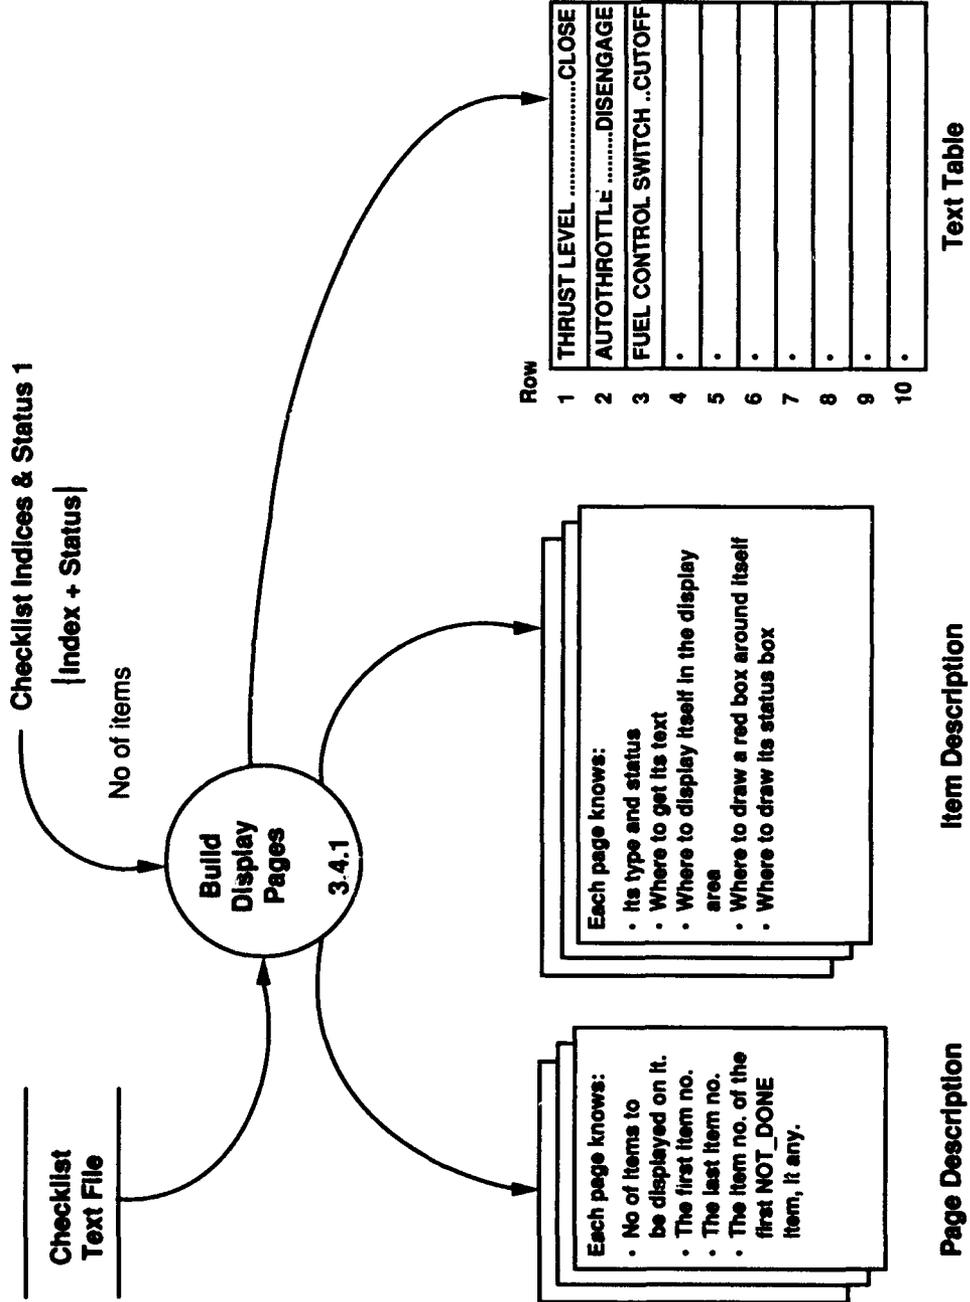 Checklist
Text File
Checklist Indices & Status 1
{Index + Status}
No of items
Build
Display
Pages
3.4.1
Each page knows:
• No of items to
be displayed on it.
• The first item no.
• The last item no.
• The item no. of the
first NOT_DONE
item, it any.
Page Description
Each page knows:
• Its type and status
• Where to get its text
• Where to display itself in the display
area
• Where to draw a red box around itself
• Where to draw its status box
Item Description
Row
1 THRUST LEVEL .....................CLOSE
2 AUTOTHROTTLE .........DISENGAGE
3 FUEL CONTROL SWITCH ..CUTOFF
4 •
5 •
6 •
7 •
8 •
9 •
10 •
Text Table